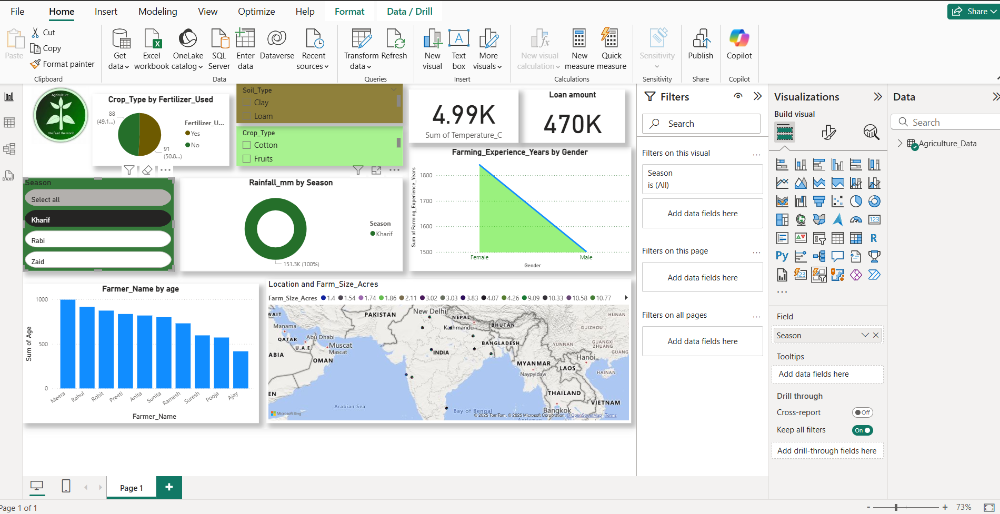 File Home Insert Modeling View Optimize Help Format Data / Drill Share
Paste
Cut
Copy
Format painter
Clipboard
Get data
Excel workbook
OneLake catalog
SQL Server
Enter data
Dataverse
Recent sources
Data
Transform data
Refresh
Queries
New visual
Text box
More visuals
Insert
New visual calculation
New measure
Quick measure
Calculations
Sensitivity
Sensitivity
Publish
Share
Copilot
Copilot
Agriculture
We feed the world
Crop_Type by Fertilizer_Used
88
(49.1...)
91
(50.8...)
Fertilizer_U...
Yes
No
Soil_Type
Clay
Loam
Crop_Type
Cotton
Fruits
4.99K
Sum of Temperature_C
Loan amount
470K
Season
Select all
Kharif
Rabi
Zaid
Rainfall_mm by Season
Season
Kharif
151.3K (100%)
Farming_Experience_Years by Gender
Sum of Farming_Experience_Years
1800
1700
1600
1500
Female Male
Gender
Farmer_Name by age
Sum of Age
1000
500
0
Meera Rahul Rohit Preeti Anita Sunita Ramesh Suresh Pooja Ajay
Farmer_Name
Location and Farm_Size_Acres
Farm_Size_Acres 1.4 1.54 1.74 1.86 2.11 3.02 3.03 3.83 4.07 4.26 9.09 10.33 10.58 10.77
WAIT
Manama
QATAR
Abu Dhabi
U.A.E.
Muscat
Mascat
ABIA
OMAN
EN
PAKISTAN
New Delhi
NEPAL
Kathmandu
BHUTAN
BANGLADESH
INDIA
HUNAN
GUIZHOU
YUNNAN
GUANGXI
ZHUANG
GUANG
Hanoi
MYANMAR
LAOS
Naypyidaw
HAINAN
THAILAND
VIETNAM
Bangkok
Arabian Sea
Bay of Bengal
Andaman
Microsoft Bing
© 2025 TomTom, © 2025 Microsoft Corporation, © OpenStreetMap Terms
Filters
Search
Filters on this visual
Season
is (All)
Add data fields here
Filters on this page
Add data fields here
Filters on all pages
Add data fields here
Visualizations
Build visual
123
R
Py
123
Field
Season
Tooltips
Add data fields here
Drill through
Cross-report Off
Keep all filters On
Add drill-through fields here
Data
Search
Agriculture_Data
DAX
Page 1
Page 1 of 1
73%